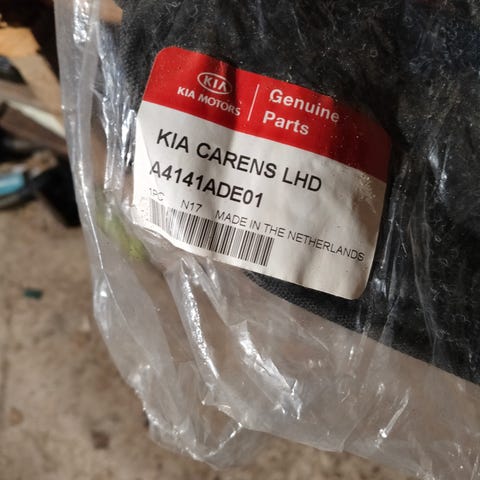 KIA
KIA MOTORS
Genuine
Parts
KIA CARENS LHD
A4141ADE01
1PC N17 MADE IN THE NETHERLANDS